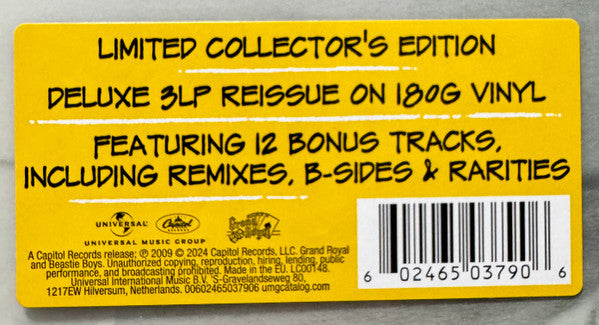 LIMITED COLLECTOR'S EDITION
DELUXE 3LP REISSUE ON 180G VINYL
FEATURING 12 BONUS TRACKS,
INCLUDING REMIXES, B-SIDES & RARITIES
UNIVERSAL
UNIVERSAL MUSIC GROUP
Capitol
RECORDS
Grand Royal
A Capitol Records release; ℗ 2009 © 2024 Capitol Records, LLC. Grand Royal
and Beastie Boys. Unauthorized copying, reproduction, hiring, lending, public
performance, and broadcasting prohibited. Made in the EU. LC00148.
Universal International Music B.V. 'S-Gravelandseweg 80,
1217EW Hilversum, Netherlands. 00602465037906 umgcatalog.com
6 02465 03790 6